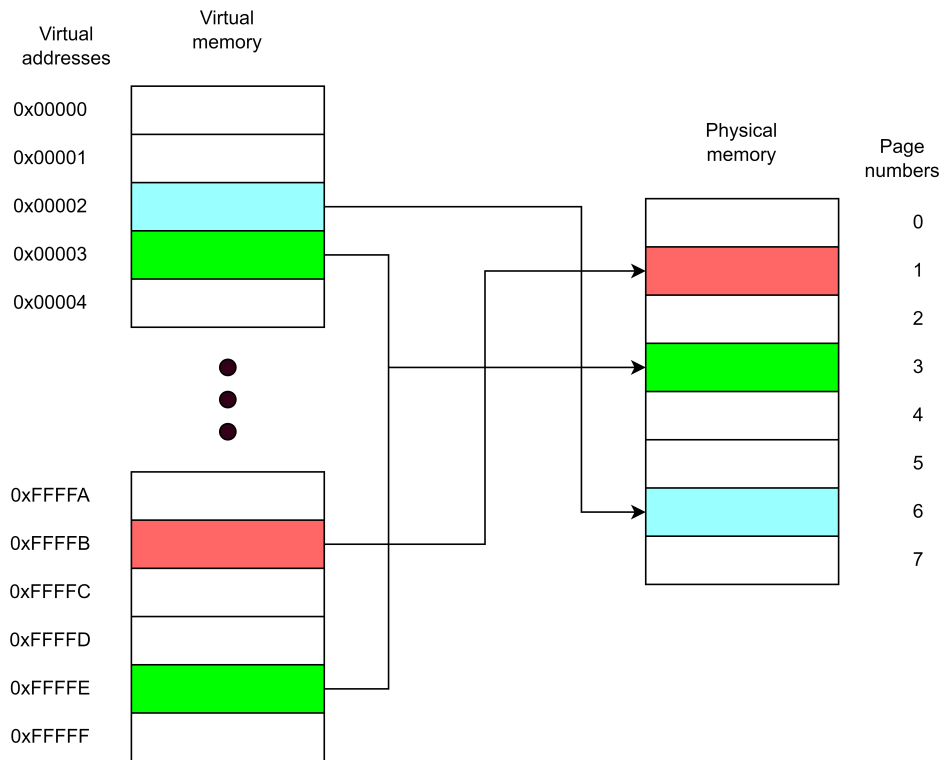 Virtual
addresses
Virtual
memory
0x00000
0x00001
0x00002
0x00003
0x00004
0xFFFFA
0xFFFFB
0xFFFFC
0xFFFFD
0xFFFFE
0xFFFFF
Physical
memory
Page
numbers
0
1
2
3
4
5
6
7